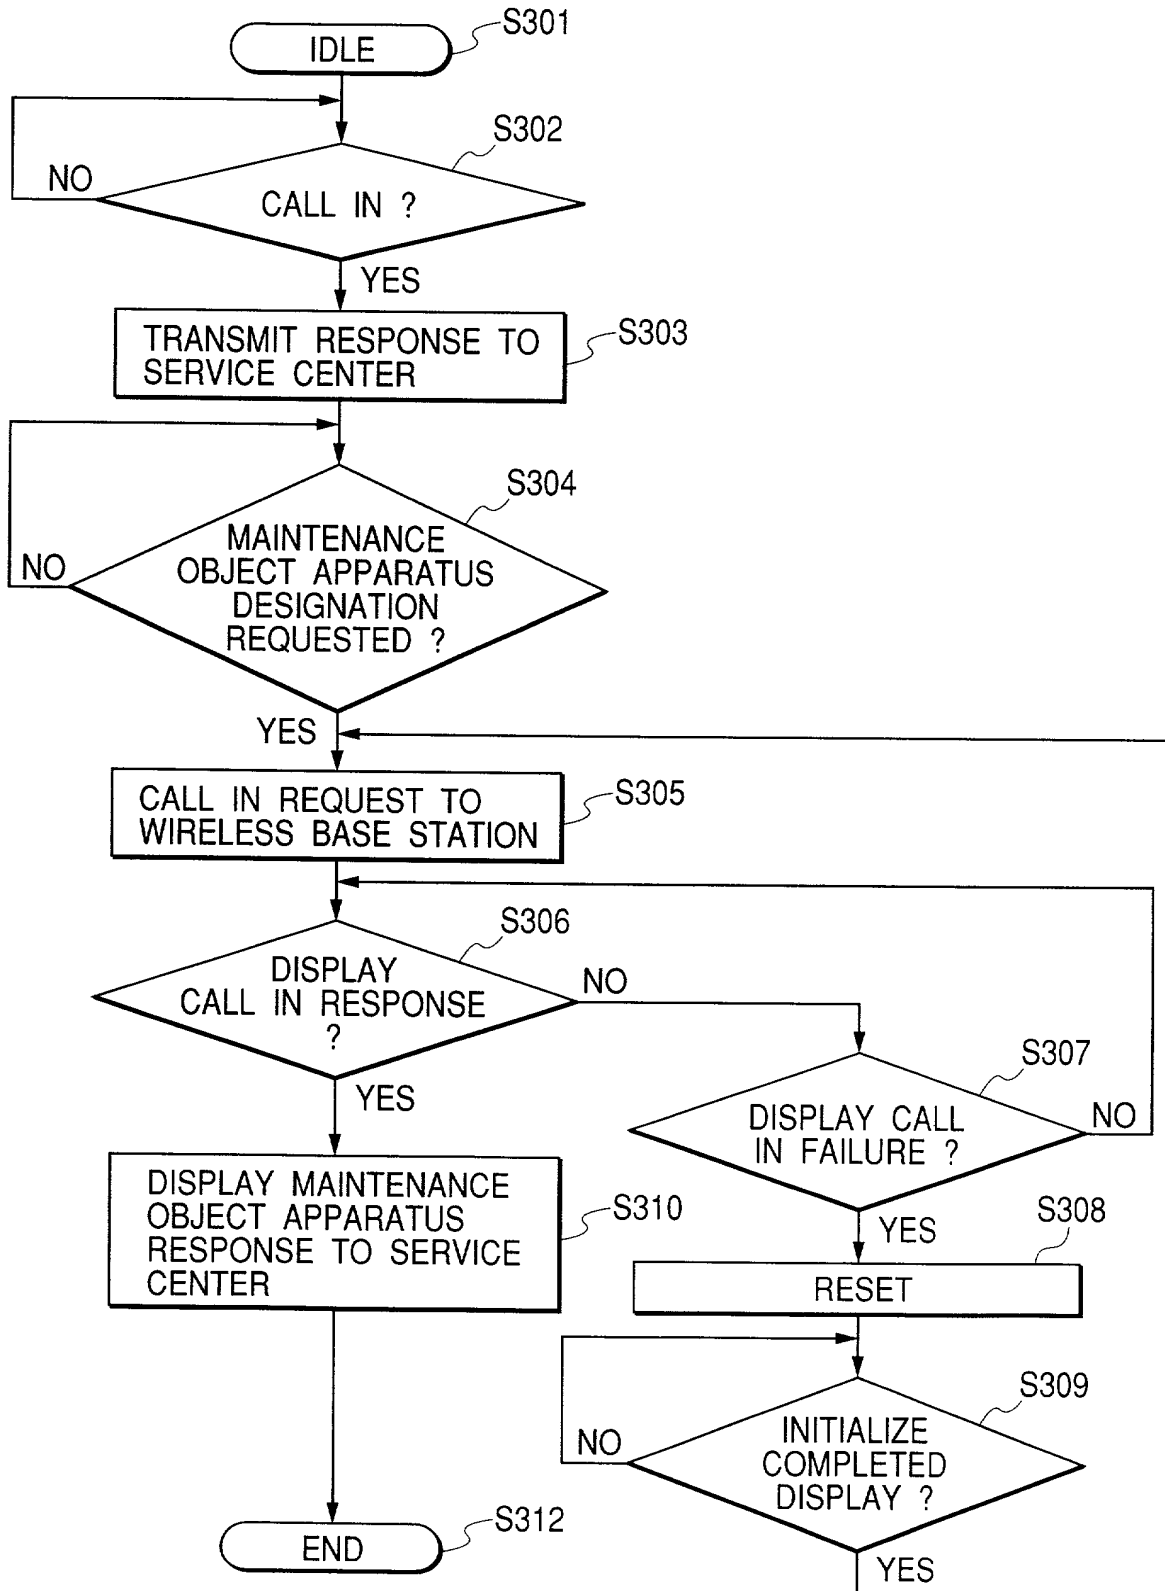 IDLE
S301
S302
NO
CALL IN ?
YES
TRANSMIT RESPONSE TO
SERVICE CENTER
S303
S304
NO
MAINTENANCE
OBJECT APPARATUS
DESIGNATION
REQUESTED ?
YES
CALL IN REQUEST TO
WIRELESS BASE STATION
S305
S306
DISPLAY
CALL IN RESPONSE
?
NO
YES
S307
DISPLAY CALL
IN FAILURE ?
NO
YES
DISPLAY MAINTENANCE
OBJECT APPARATUS
RESPONSE TO SERVICE
CENTER
S310
S308
RESET
S309
NO
INITIALIZE
COMPLETED
DISPLAY ?
YES
END
S312